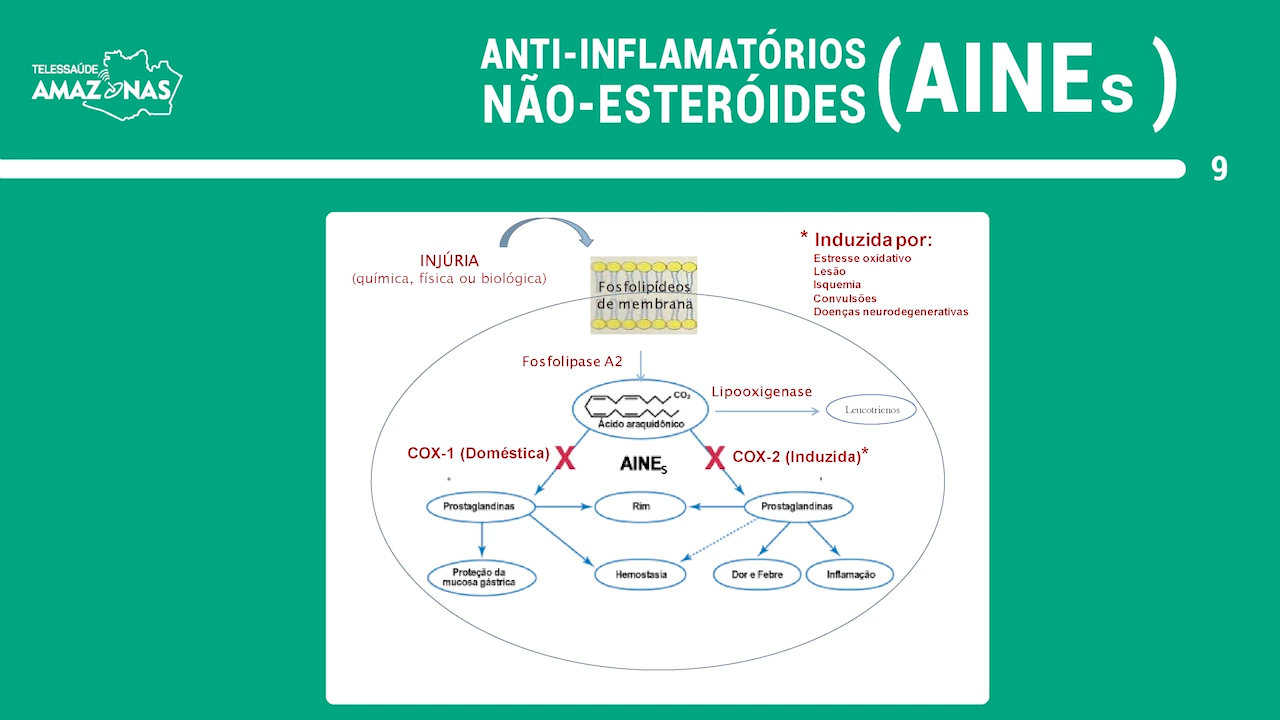 TELESSAÚDE
AMAZONAS
ANTI-INFLAMATÓRIOS
NÃO-ESTERÓIDES
(AINEs )
9
INJÚRIA
(química, física ou biológica)
Fosfolipídeos
de membrana
* Induzida por:
Estresse oxidativo
Lesão
Isquemia
Convulsões
Doenças neurodegenerativas
Fosfolipase A2
CO₂
Ácido araquidônico
Lipooxigenase
Leucotrienos
COX-1 (Doméstica)
X
AINEs
X
COX-2 (Induzida)*
Prostaglandinas
Rim
Prostaglandinas
Proteção da
mucosa gástrica
Hemostasia
Dor e Febre
Inflamação